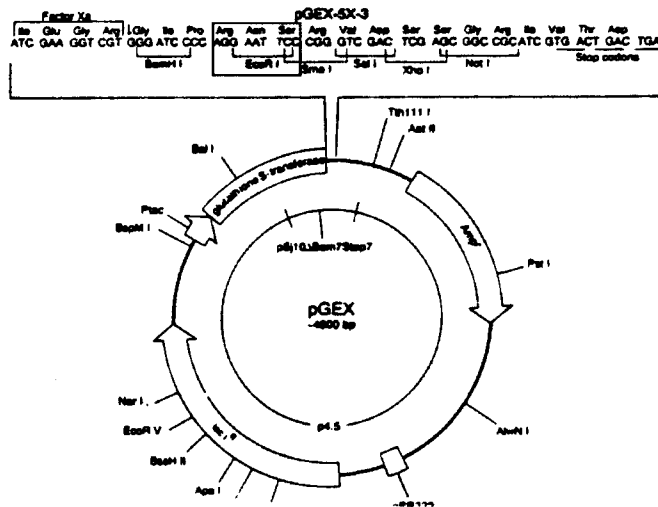 pGEX-5X-3
Factor Xa
Ile Glu Gly Arg Gly Ile Pro Arg Asn Ser Arg Val Asp Ser Ser Gly Arg Ile Val Thr Asp
ATC GAA GGT CGT GGG ATC CCC AGG AAT TCC CGG GTC GAC TCG AGC GGC CGC ATC GTG ACT GAC TGA
BamH I
EcoR I
Sma I
Sal I
Xho I
Not I
Stop codons
Tth111 I
Aat II
Bal I
glutathione S-transferase
Ptac
BspM I
Ampr
pSj10ΔBam7Stop7
Pst I
pGEX
~4900 bp
Nar I
EcoR V
BssH II
Apa I
lac Iq
p4.5
AlwN I
pBR322